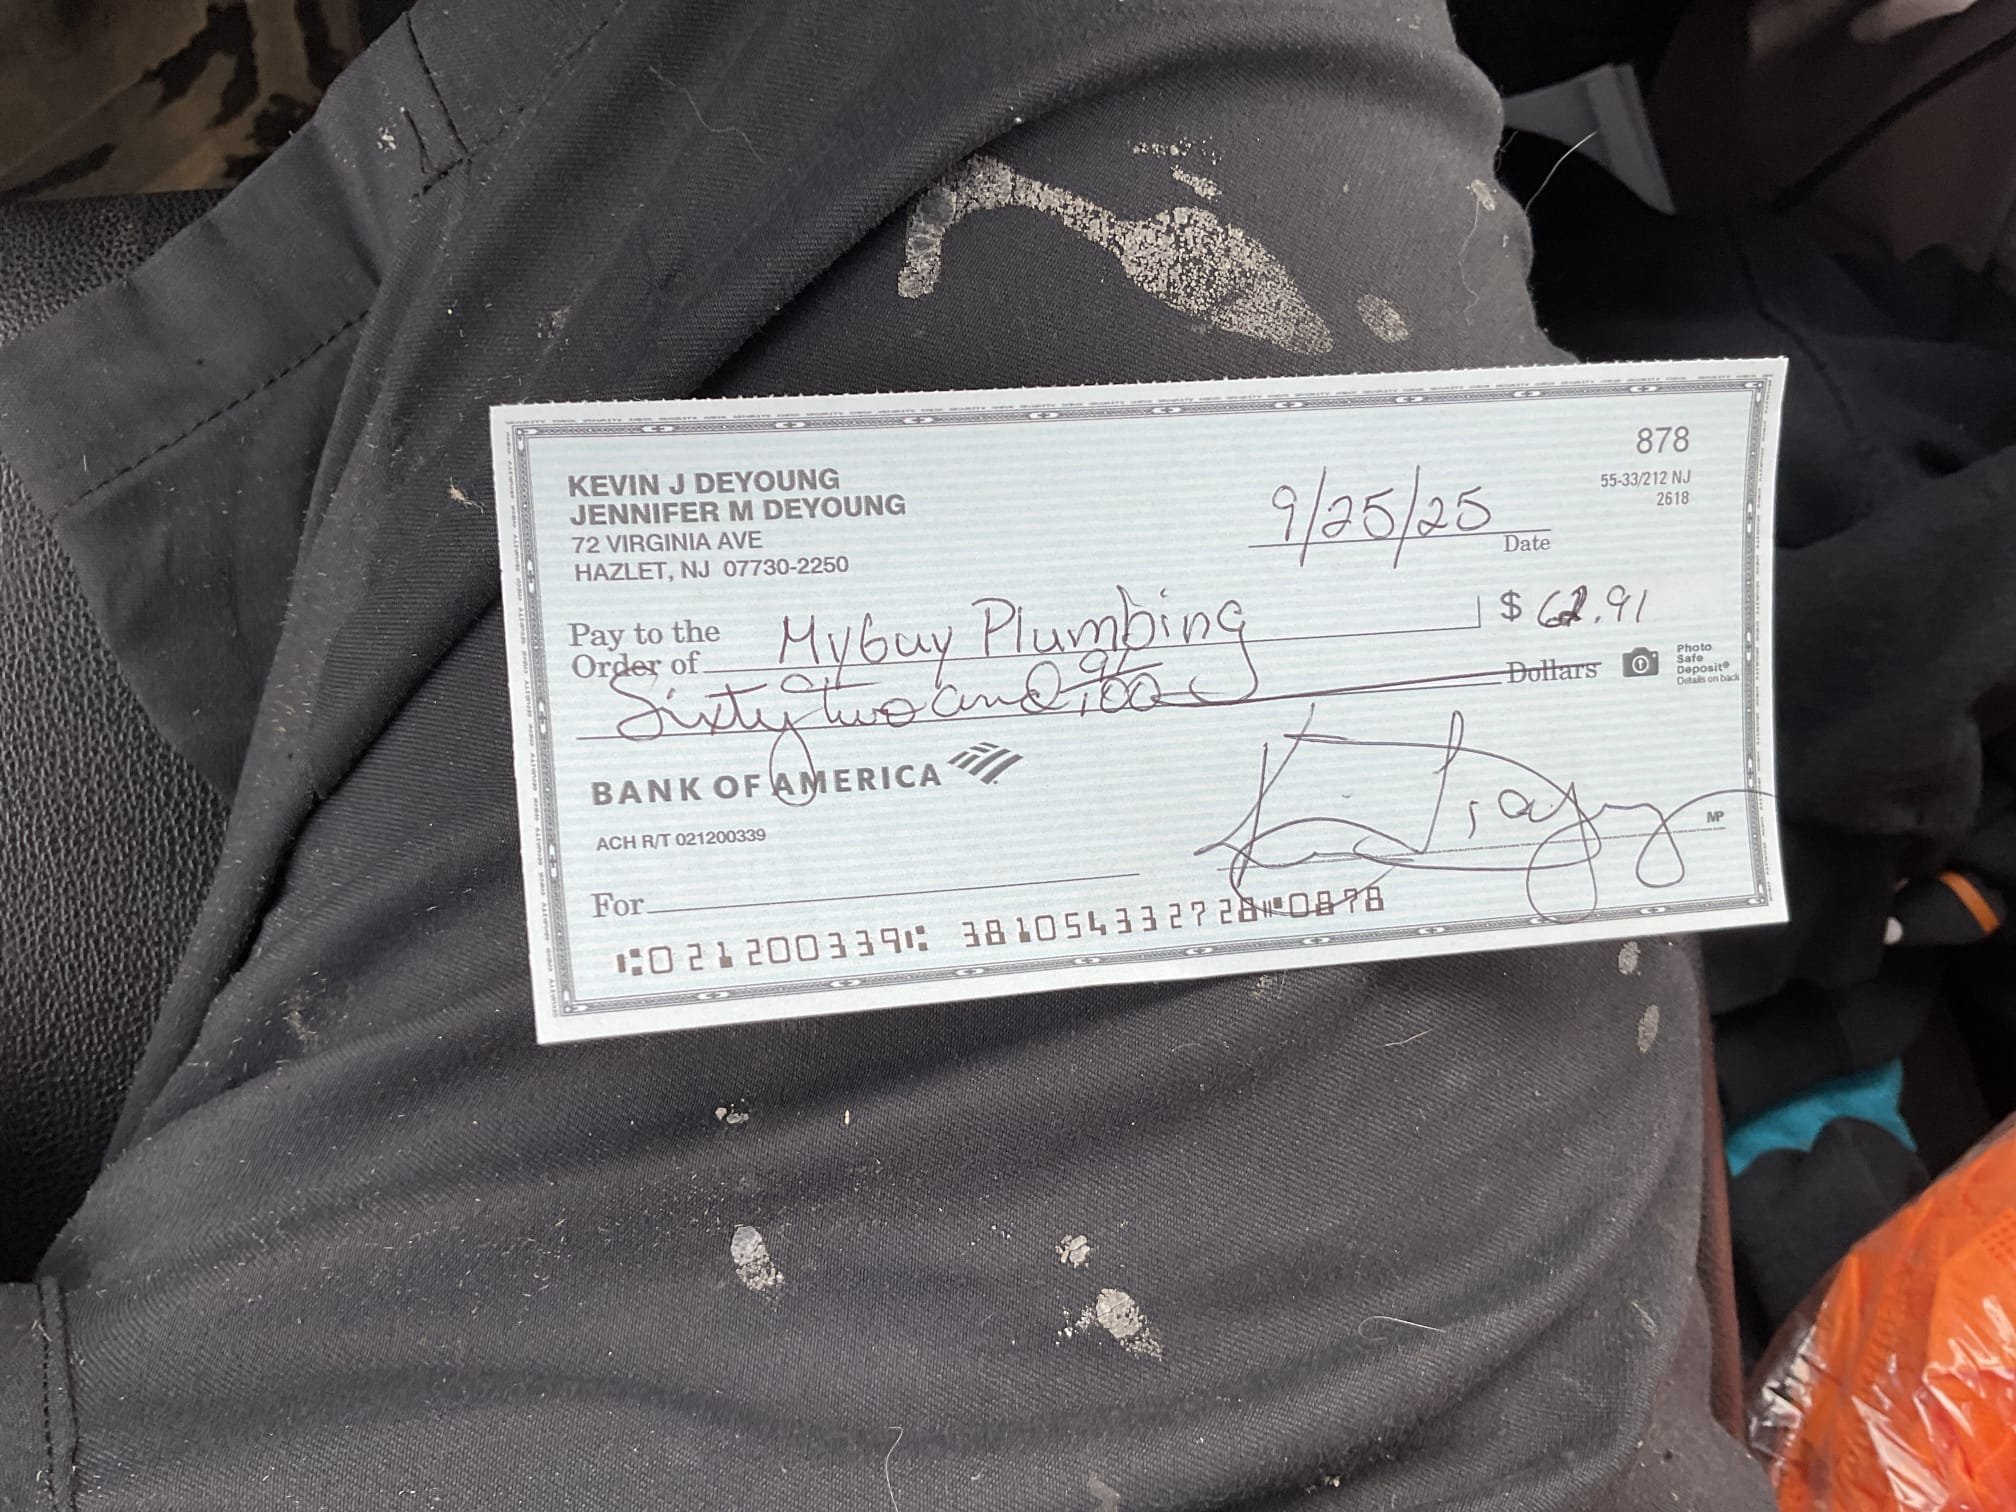 878
55-33/212 NJ
2618
KEVIN J DEYOUNG
JENNIFER M DEYOUNG
72 VIRGINIA AVE
HAZLET, NJ 07730-2250
9/25/25
Date
Pay to the
Order of Myguy Plumbing $ 62.91
Sixty two and 91/100 Dollars
Photo
Safe
Deposit®
Details on back
BANK OF AMERICA
ACH R/T 021200339
MP
For
⑆021200339⑆ 381054332728⑈0878